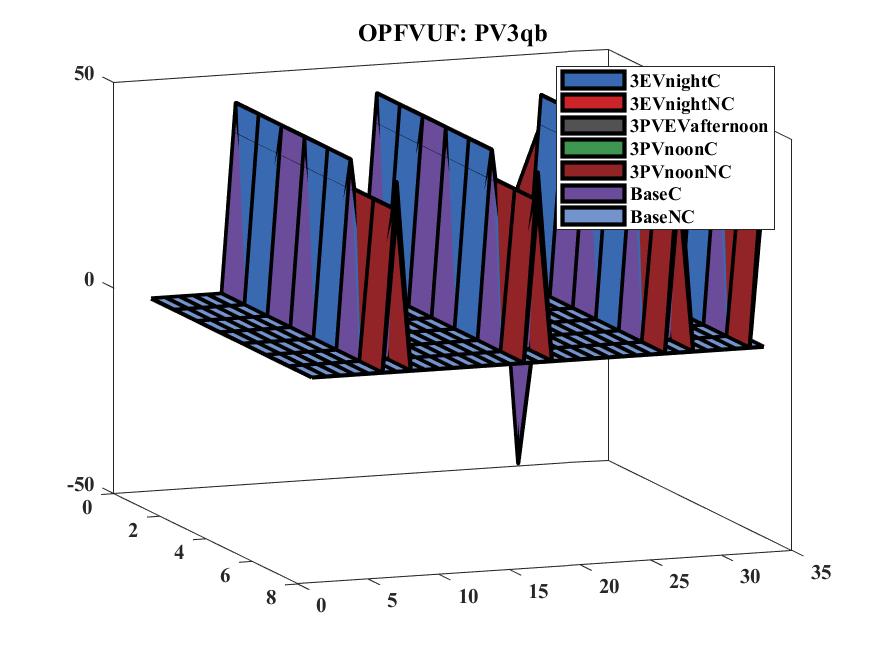 OPFVUF: PV3qb
50
3EVnightC
3EVnightNC
3PVEVafternoon
3PVnoonC
3PVnoonNC
BaseC
BaseNC
0
-50
0
2
4
6
8
0
5
10
15
20
25
30
35